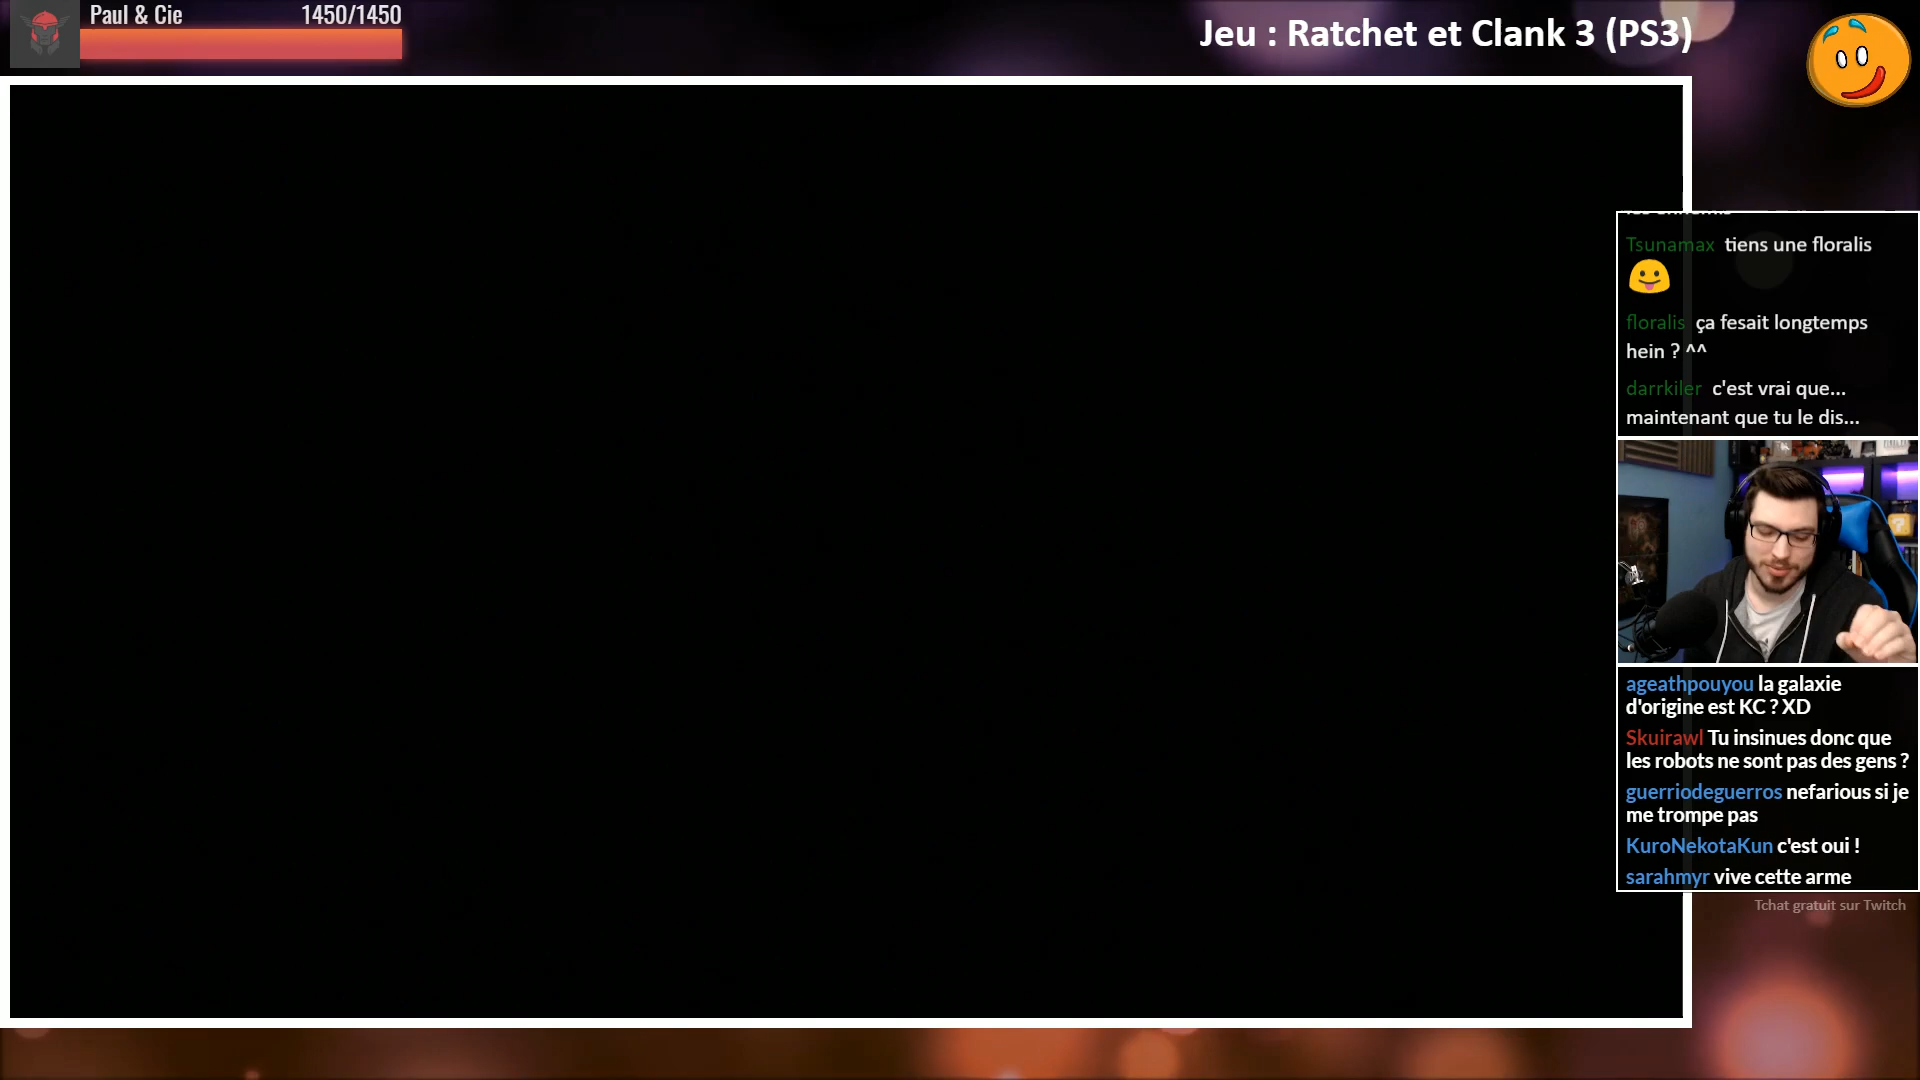 Paul & Cie
1450/1450
Jeu : Ratchet et Clank 3 (PS3)
Tsunamax tiens une floralis
floralis ça fesait longtemps
hein ? ^^
darrkiler c'est vrai que...
maintenant que tu le dis...
ageathpouyou la galaxie
d'origine est KC ? XD
Skuirawl Tu insinues donc que
les robots ne sont pas des gens ?
guerriodeguerros nefarious si je
me trompe pas
KuroNekotaKun c'est oui !
sarahmyr vive cette arme
Tchat gratuit sur Twitch